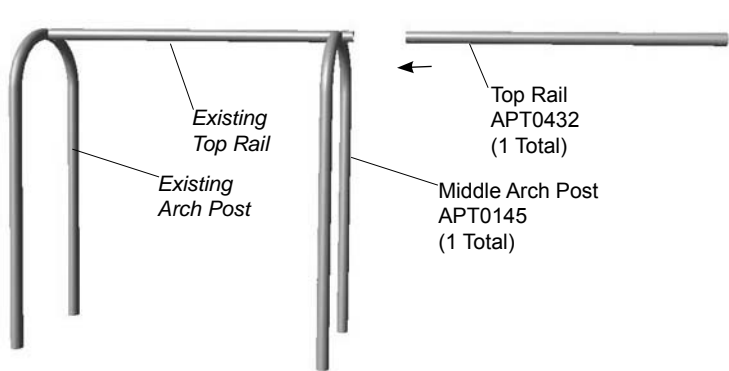 Existing
Top Rail
Existing
Arch Post
Top Rail
APT0432
(1 Total)
Middle Arch Post
APT0145
(1 Total)